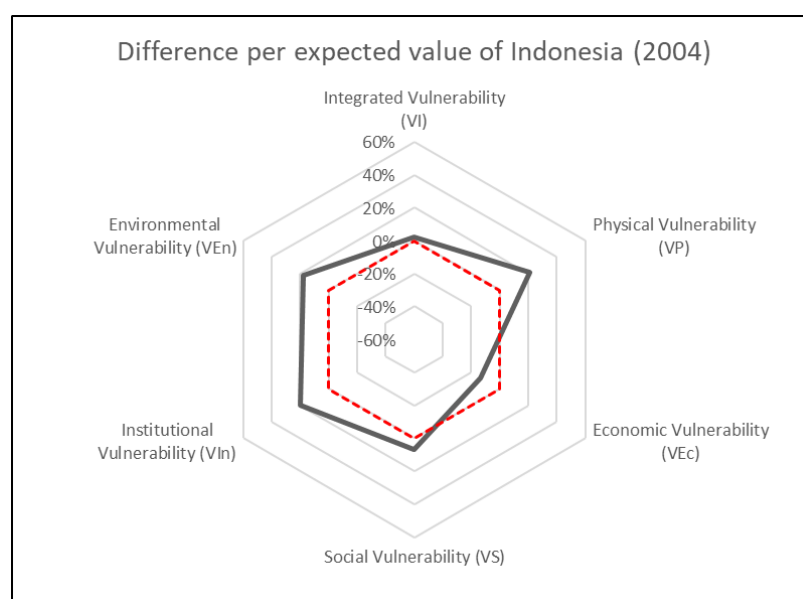 Difference per expected value of Indonesia (2004)
Integrated Vulnerability
(VI)
60%
40%
20%
0%
-20%
-40%
-60%
Environmental
Vulnerability (VEn)
Physical Vulnerability
(VP)
Institutional
Vulnerability (VIn)
Economic Vulnerability
(VEc)
Social Vulnerability (VS)